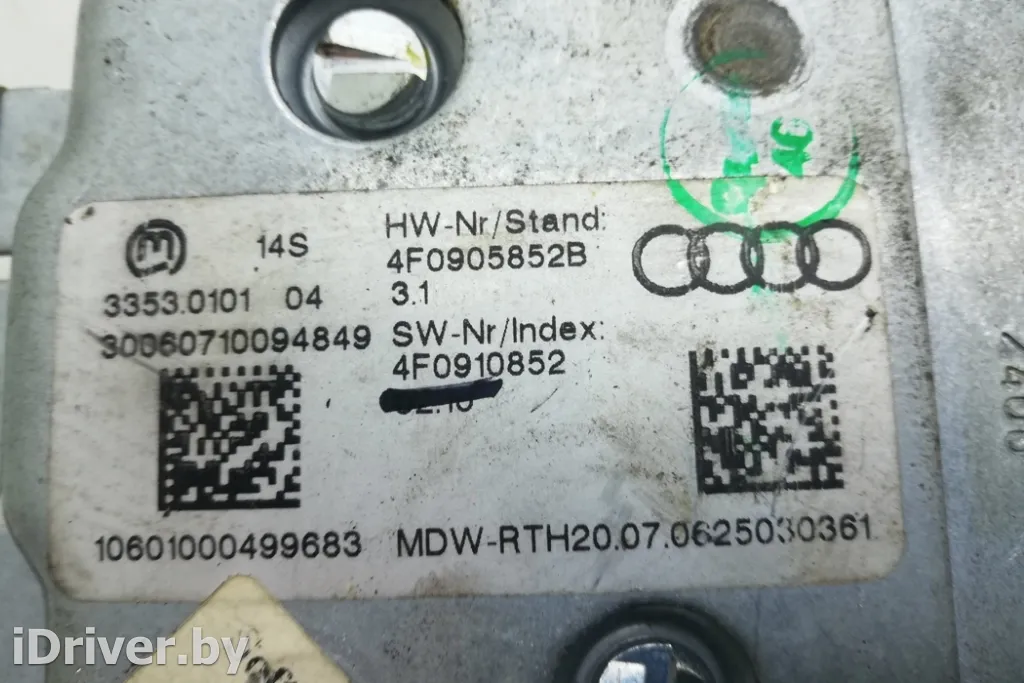 M
14S
3353.0101 04
30060710094849
HW-Nr/Stand:
4F0905852B
3.1
SW-Nr/Index:
4F0910852
10601000499683
MDW-RTH20.07.0625030361
2400
iDriver.by